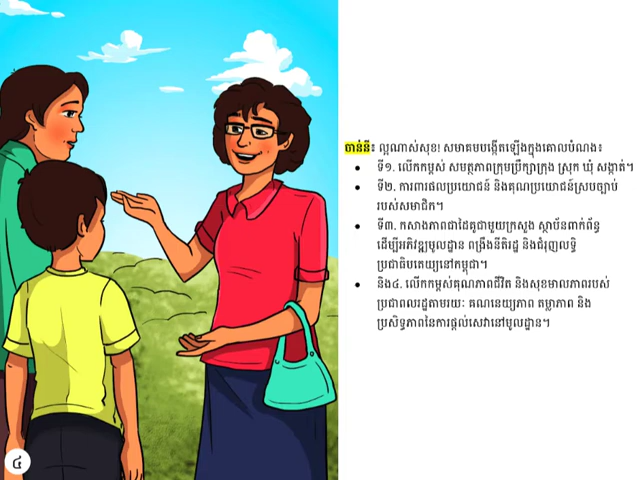 ចាន់នី៖ ល្អណាស់សុខ! សមាគមបង្កើតឡើងក្នុងគោលបំណង៖
• ទី១. លើកកម្ពស់ សមត្ថភាពក្រុមប្រឹក្សាក្រុង ស្រុក ឃុំ សង្កាត់។
• ទី២. ការពារផលប្រយោជន៍ និងគុណប្រយោជន៍ស្របច្បាប់
របស់សមាជិក។
• ទី៣. កសាងភាពជាដៃគូជាមួយក្រសួង ស្ថាប័នពាក់ព័ន្ធ
ដើម្បីអភិវឌ្ឍមូលដ្ឋាន ពង្រឹងនីតិរដ្ឋ និងជំរុញលទ្ធិ
ប្រជាធិបតេយ្យនៅកម្ពុជា។
• និង៤. លើកកម្ពស់គុណភាពជីវិត និងសុខមាលភាពរបស់
ប្រជាពលរដ្ឋតាមរយៈ គណនេយ្យភាព តម្លាភាព និង
ប្រសិទ្ធភាពនៃការផ្តល់សេវានៅមូលដ្ឋាន។
៤